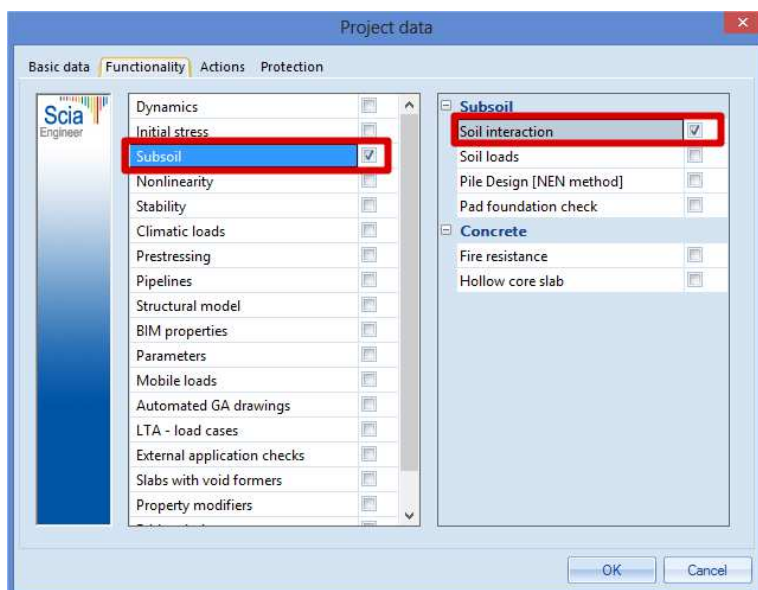 Project data
Basic data Functionality Actions Protection
Scia
Engineer
Dynamics
Initial stress
Subsoil
Nonlinearity
Stability
Climatic loads
Prestressing
Pipelines
Structural model
BIM properties
Parameters
Mobile loads
Automated GA drawings
LTA - load cases
External application checks
Slabs with void formers
Property modifiers
Subsoil
Soil interaction
Soil loads
Pile Design [NEN method]
Pad foundation check
Concrete
Fire resistance
Hollow core slab
OK Cancel